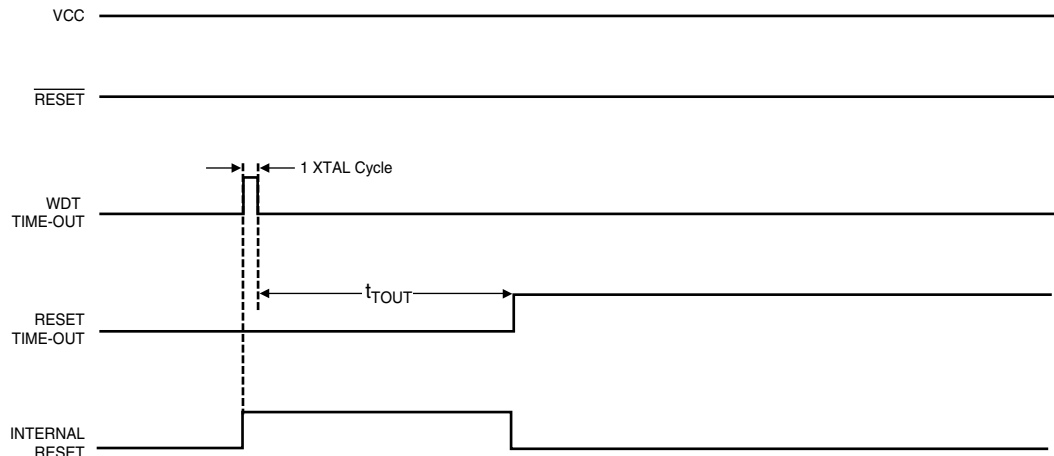 VCC
RESET
1 XTAL Cycle
WDT
TIME-OUT
tTOUT
RESET
TIME-OUT
INTERNAL
RESET